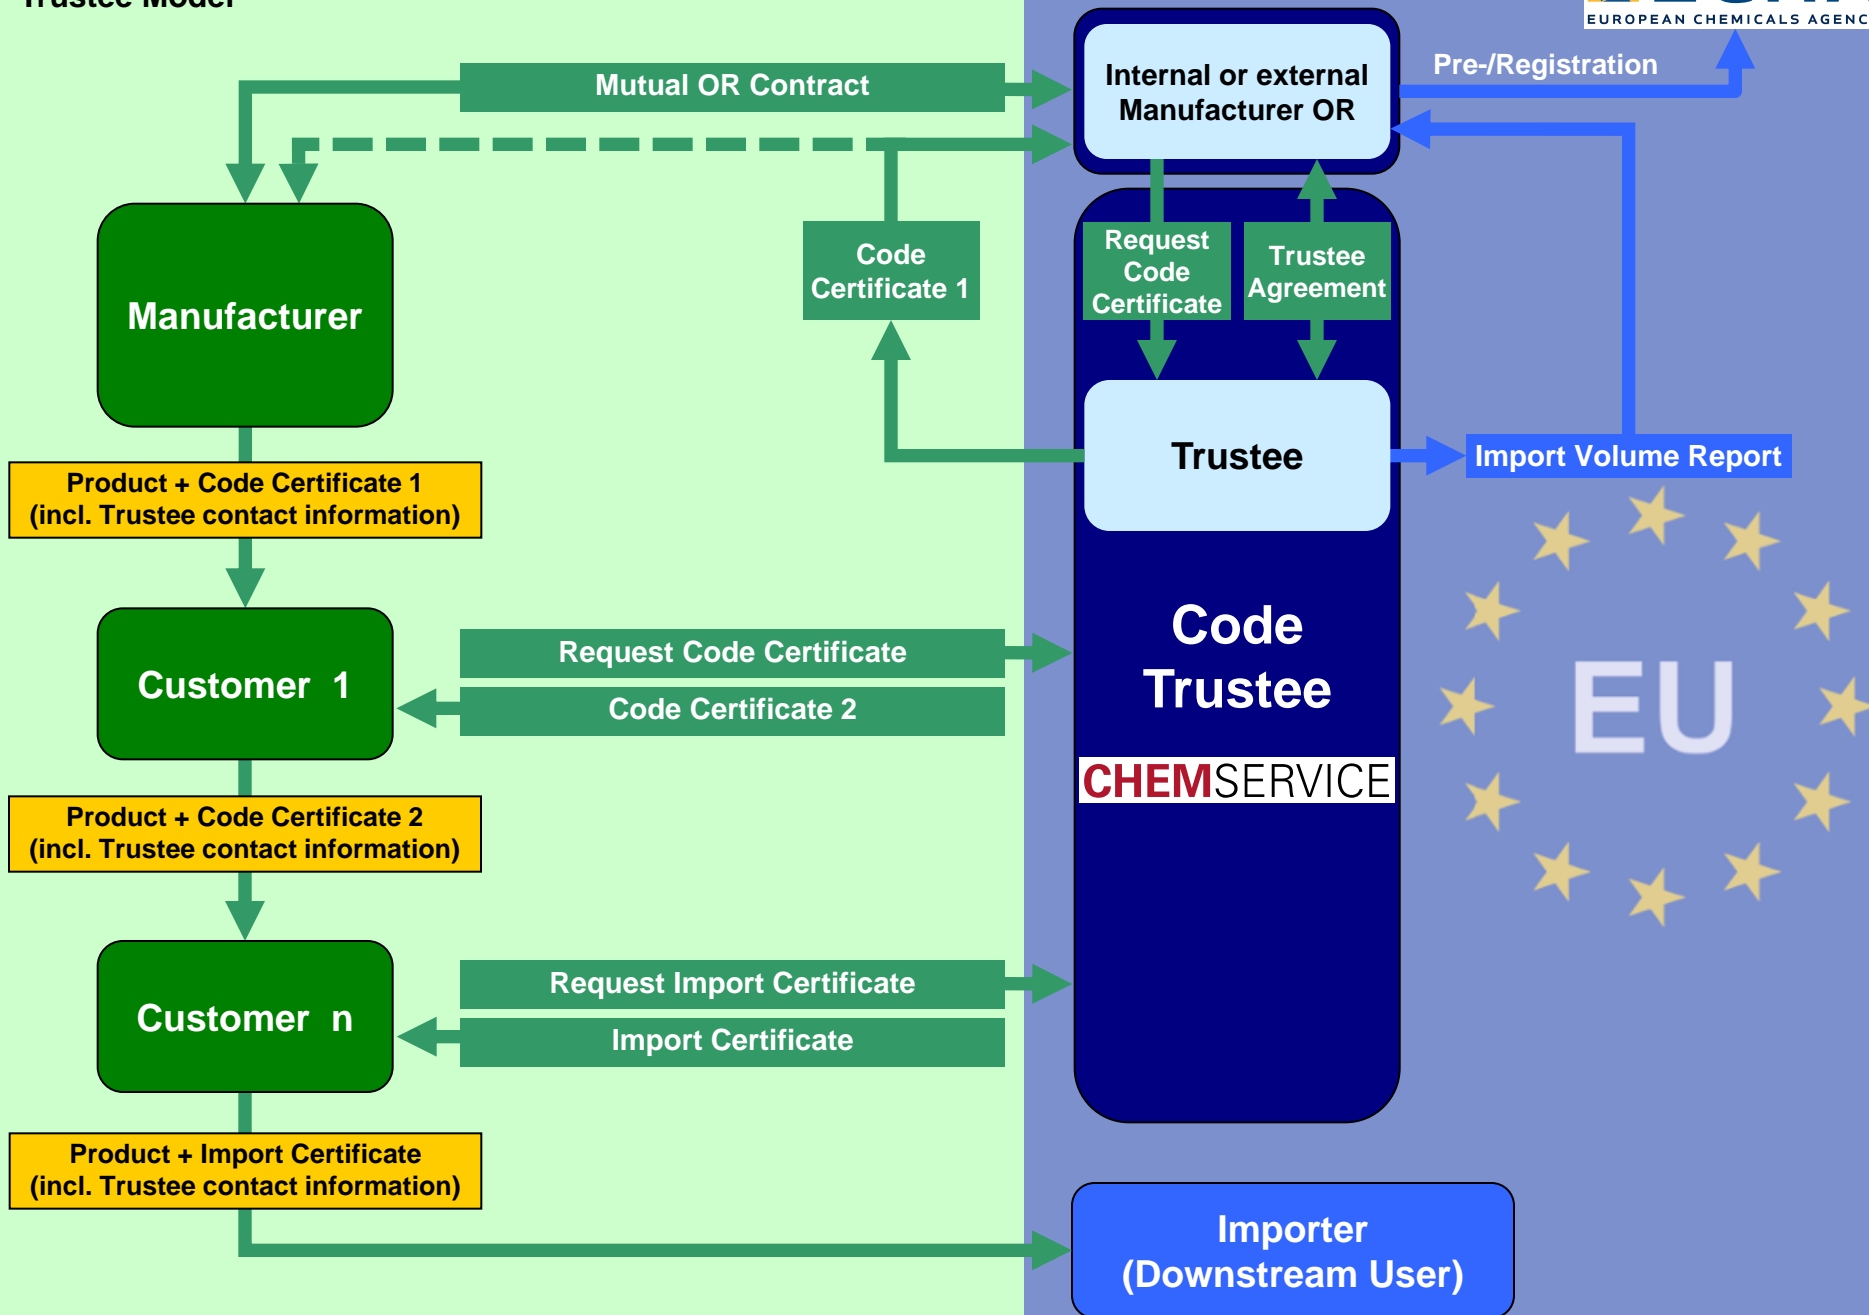 Trustee Model
EUROPEAN CHEMICALS AGENC
Mutual OR Contract
Internal or external
Manufacturer OR
Pre-/Registration
Code
Certificate 1
Request
Code
Certificate
Trustee
Agreement
Manufacturer
Trustee
Import Volume Report
Product + Code Certificate 1
(incl. Trustee contact information)
Customer 1
Request Code Certificate
Code Certificate 2
Code
Trustee
EU
CHEMSERVICE
Product + Code Certificate 2
(incl. Trustee contact information)
Customer n
Request Import Certificate
Import Certificate
Product + Import Certificate
(incl. Trustee contact information)
Importer
(Downstream User)